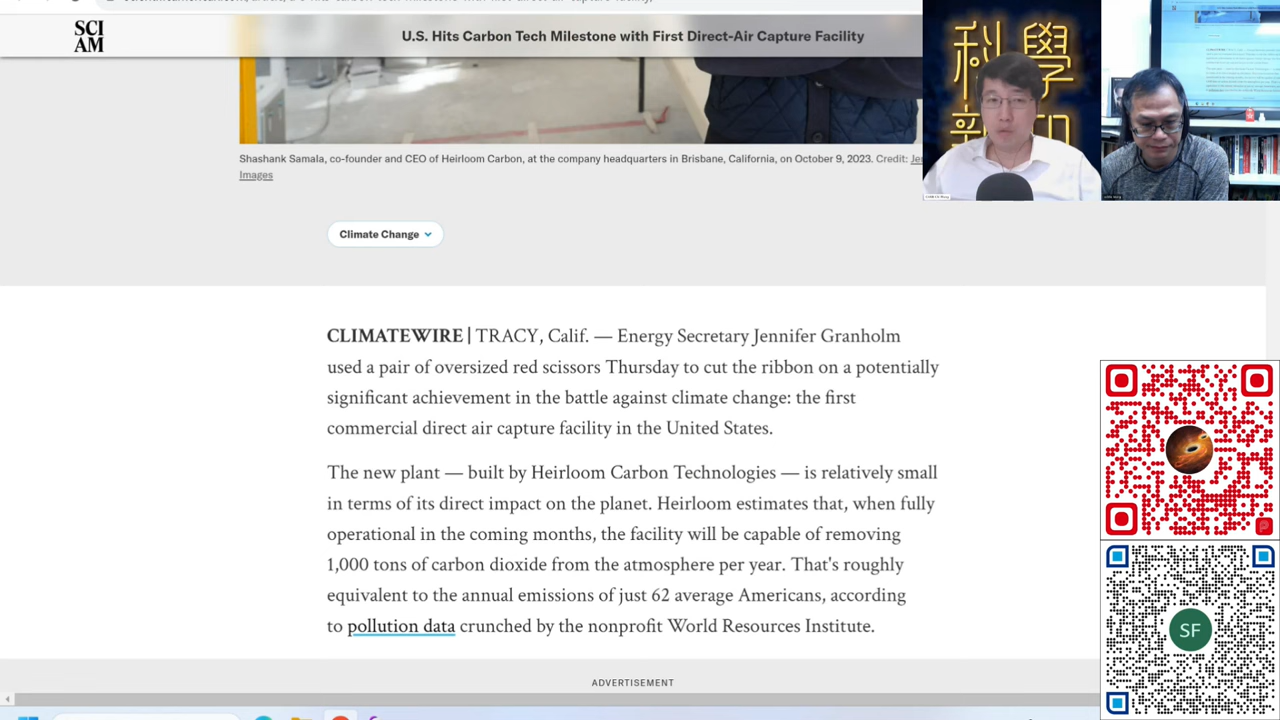 SCI
AM
U.S. Hits Carbon Tech Milestone with First Direct-Air Capture Facility
科學
新知
Shashank Samala, co-founder and CEO of Heirloom Carbon, at the company headquarters in Brisbane, California, on October 9, 2023. Credit:
Images
Climate Change
CLIMATEWIRE | TRACY, Calif. — Energy Secretary Jennifer Granholm
used a pair of oversized red scissors Thursday to cut the ribbon on a potentially
significant achievement in the battle against climate change: the first
commercial direct air capture facility in the United States.
The new plant — built by Heirloom Carbon Technologies — is relatively small
in terms of its direct impact on the planet. Heirloom estimates that, when fully
operational in the coming months, the facility will be capable of removing
1,000 tons of carbon dioxide from the atmosphere per year. That's roughly
equivalent to the annual emissions of just 62 average Americans, according
to pollution data crunched by the nonprofit World Resources Institute.
SF
ADVERTISEMENT